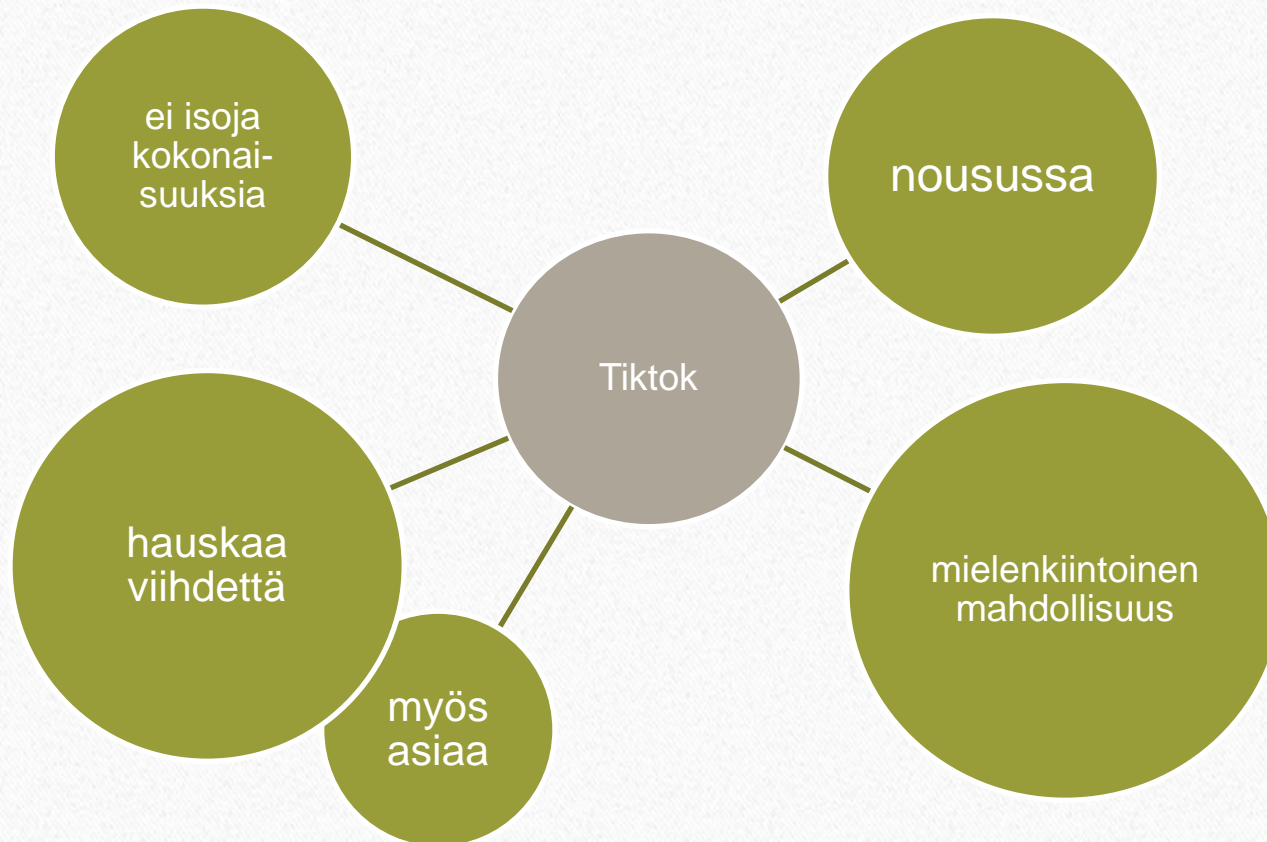 ei isoja
kokonai-
suuksia
nousussa
Tiktok
hauskaa
viihdettä
mielenkiintoinen
mahdollisuus
myös
asiaa